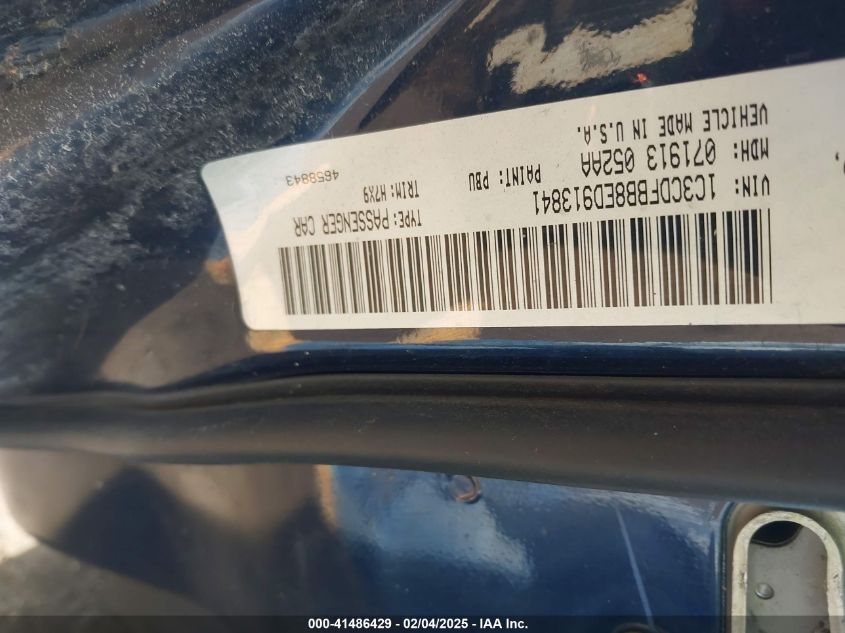 VEHICLE MADE IN U.S.A.
MDH: 071913 052AA
PAINT: PBU
4658843
VIN: 1C3CDFBB8ED913841
TRIM: H7X9
TYPE: PASSENGER CAR
000-41486429 - 02/04/2025 - IAA Inc.